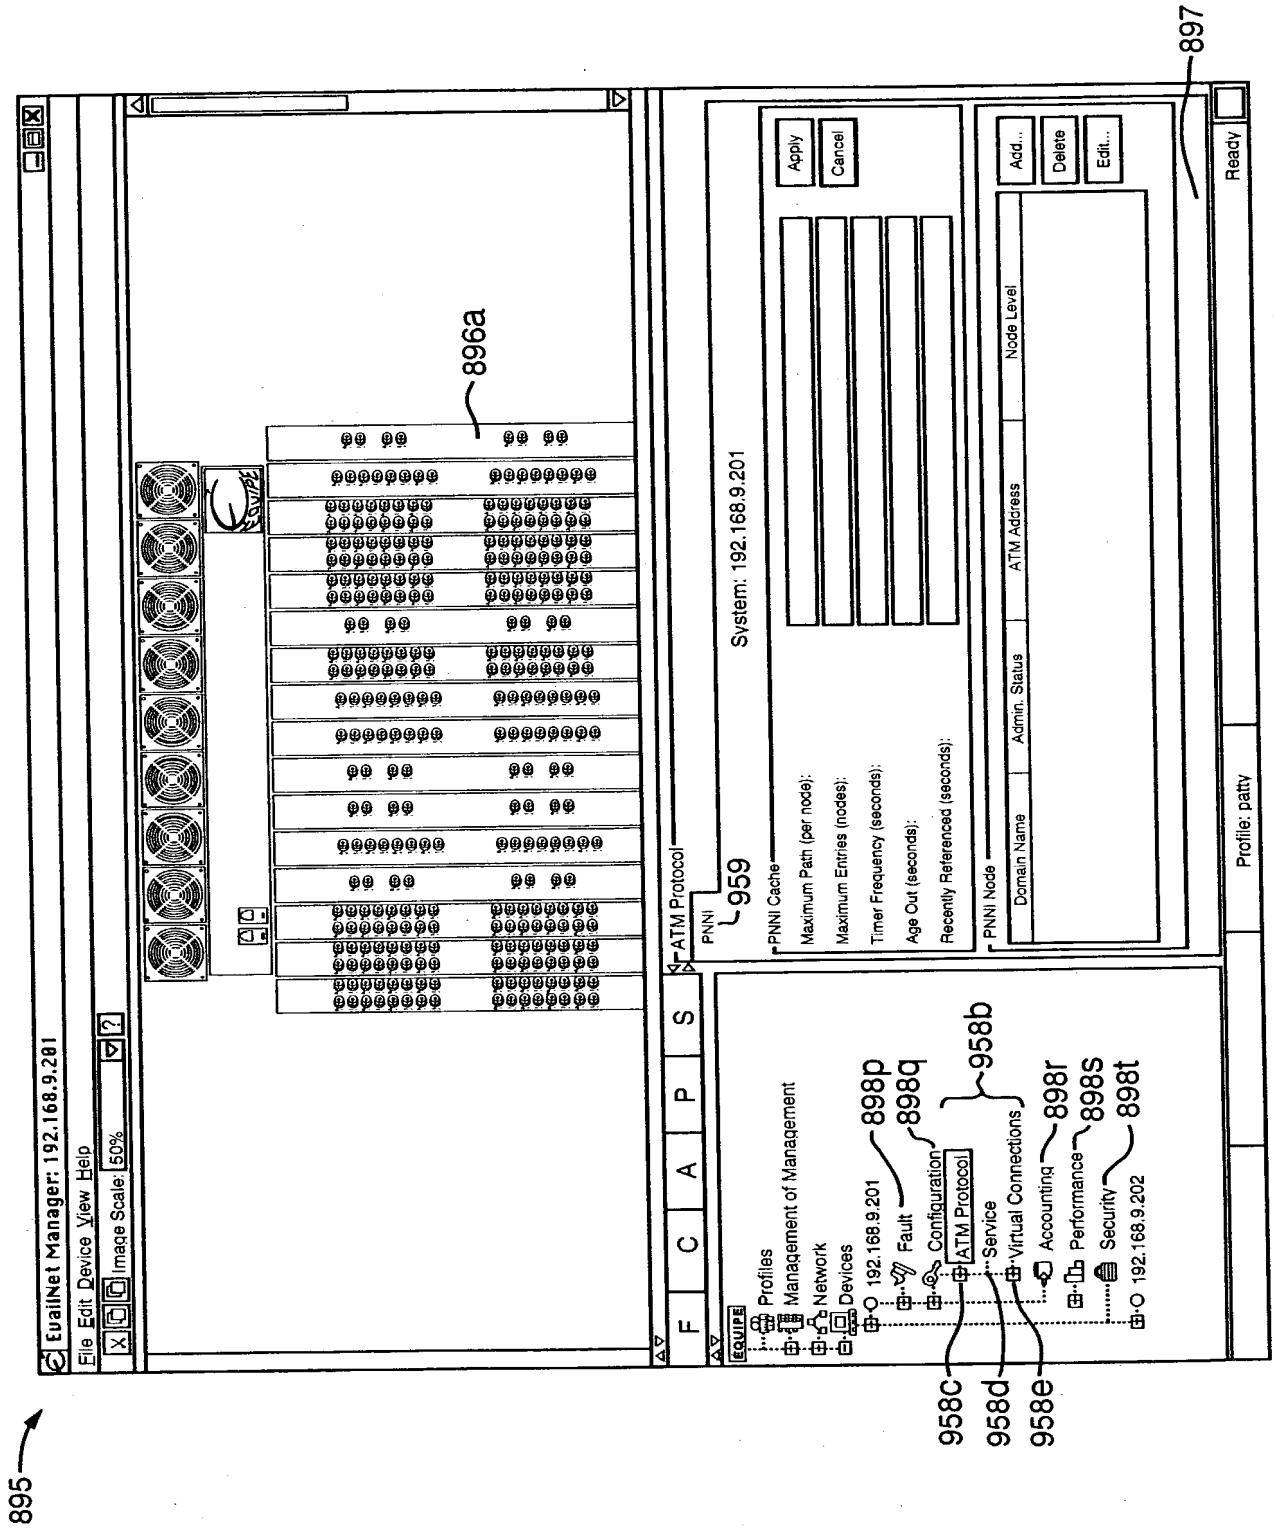 895
EvailNet Manager: 192.168.9.201
File Edit Device View Help
X Image Scale: 50% ?
EQUIPE
896a
F C A P S
EQUIPE
Profiles
Management of Management
Network
Devices
192.168.9.201
Fault
Configuration
ATM Protocol
Service
Virtual Connections
Accounting
Performance
Security
192.168.9.202
898p
898q
958b
898r
898s
898t
958c
958d
958e
ATM Protocol
PNNI
959
System: 192.168.9.201
PNNI Cache
Maximum Path (per node):
Maximum Entries (nodes):
Timer Frequency (seconds):
Age Out (seconds):
Recently Referenced (seconds):
Apply
Cancel
PNNI Node
Domain Name Admin. Status ATM Address Node Level
Add...
Delete
Edit...
897
Profile: patty
Ready